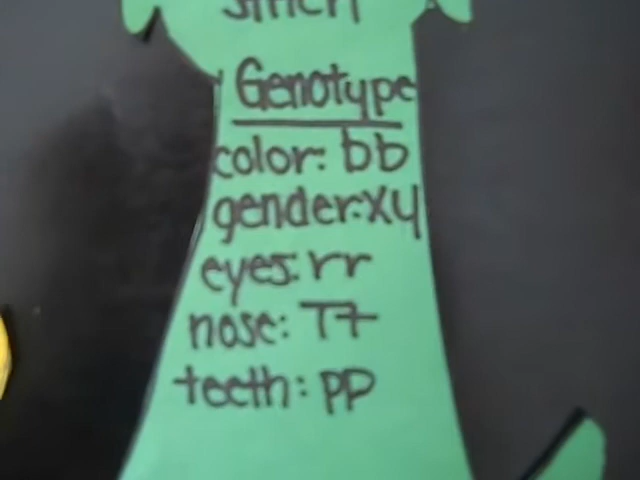 Genotype
color: bb
gender: xy
eyes: rr
nose: TT
teeth: pp